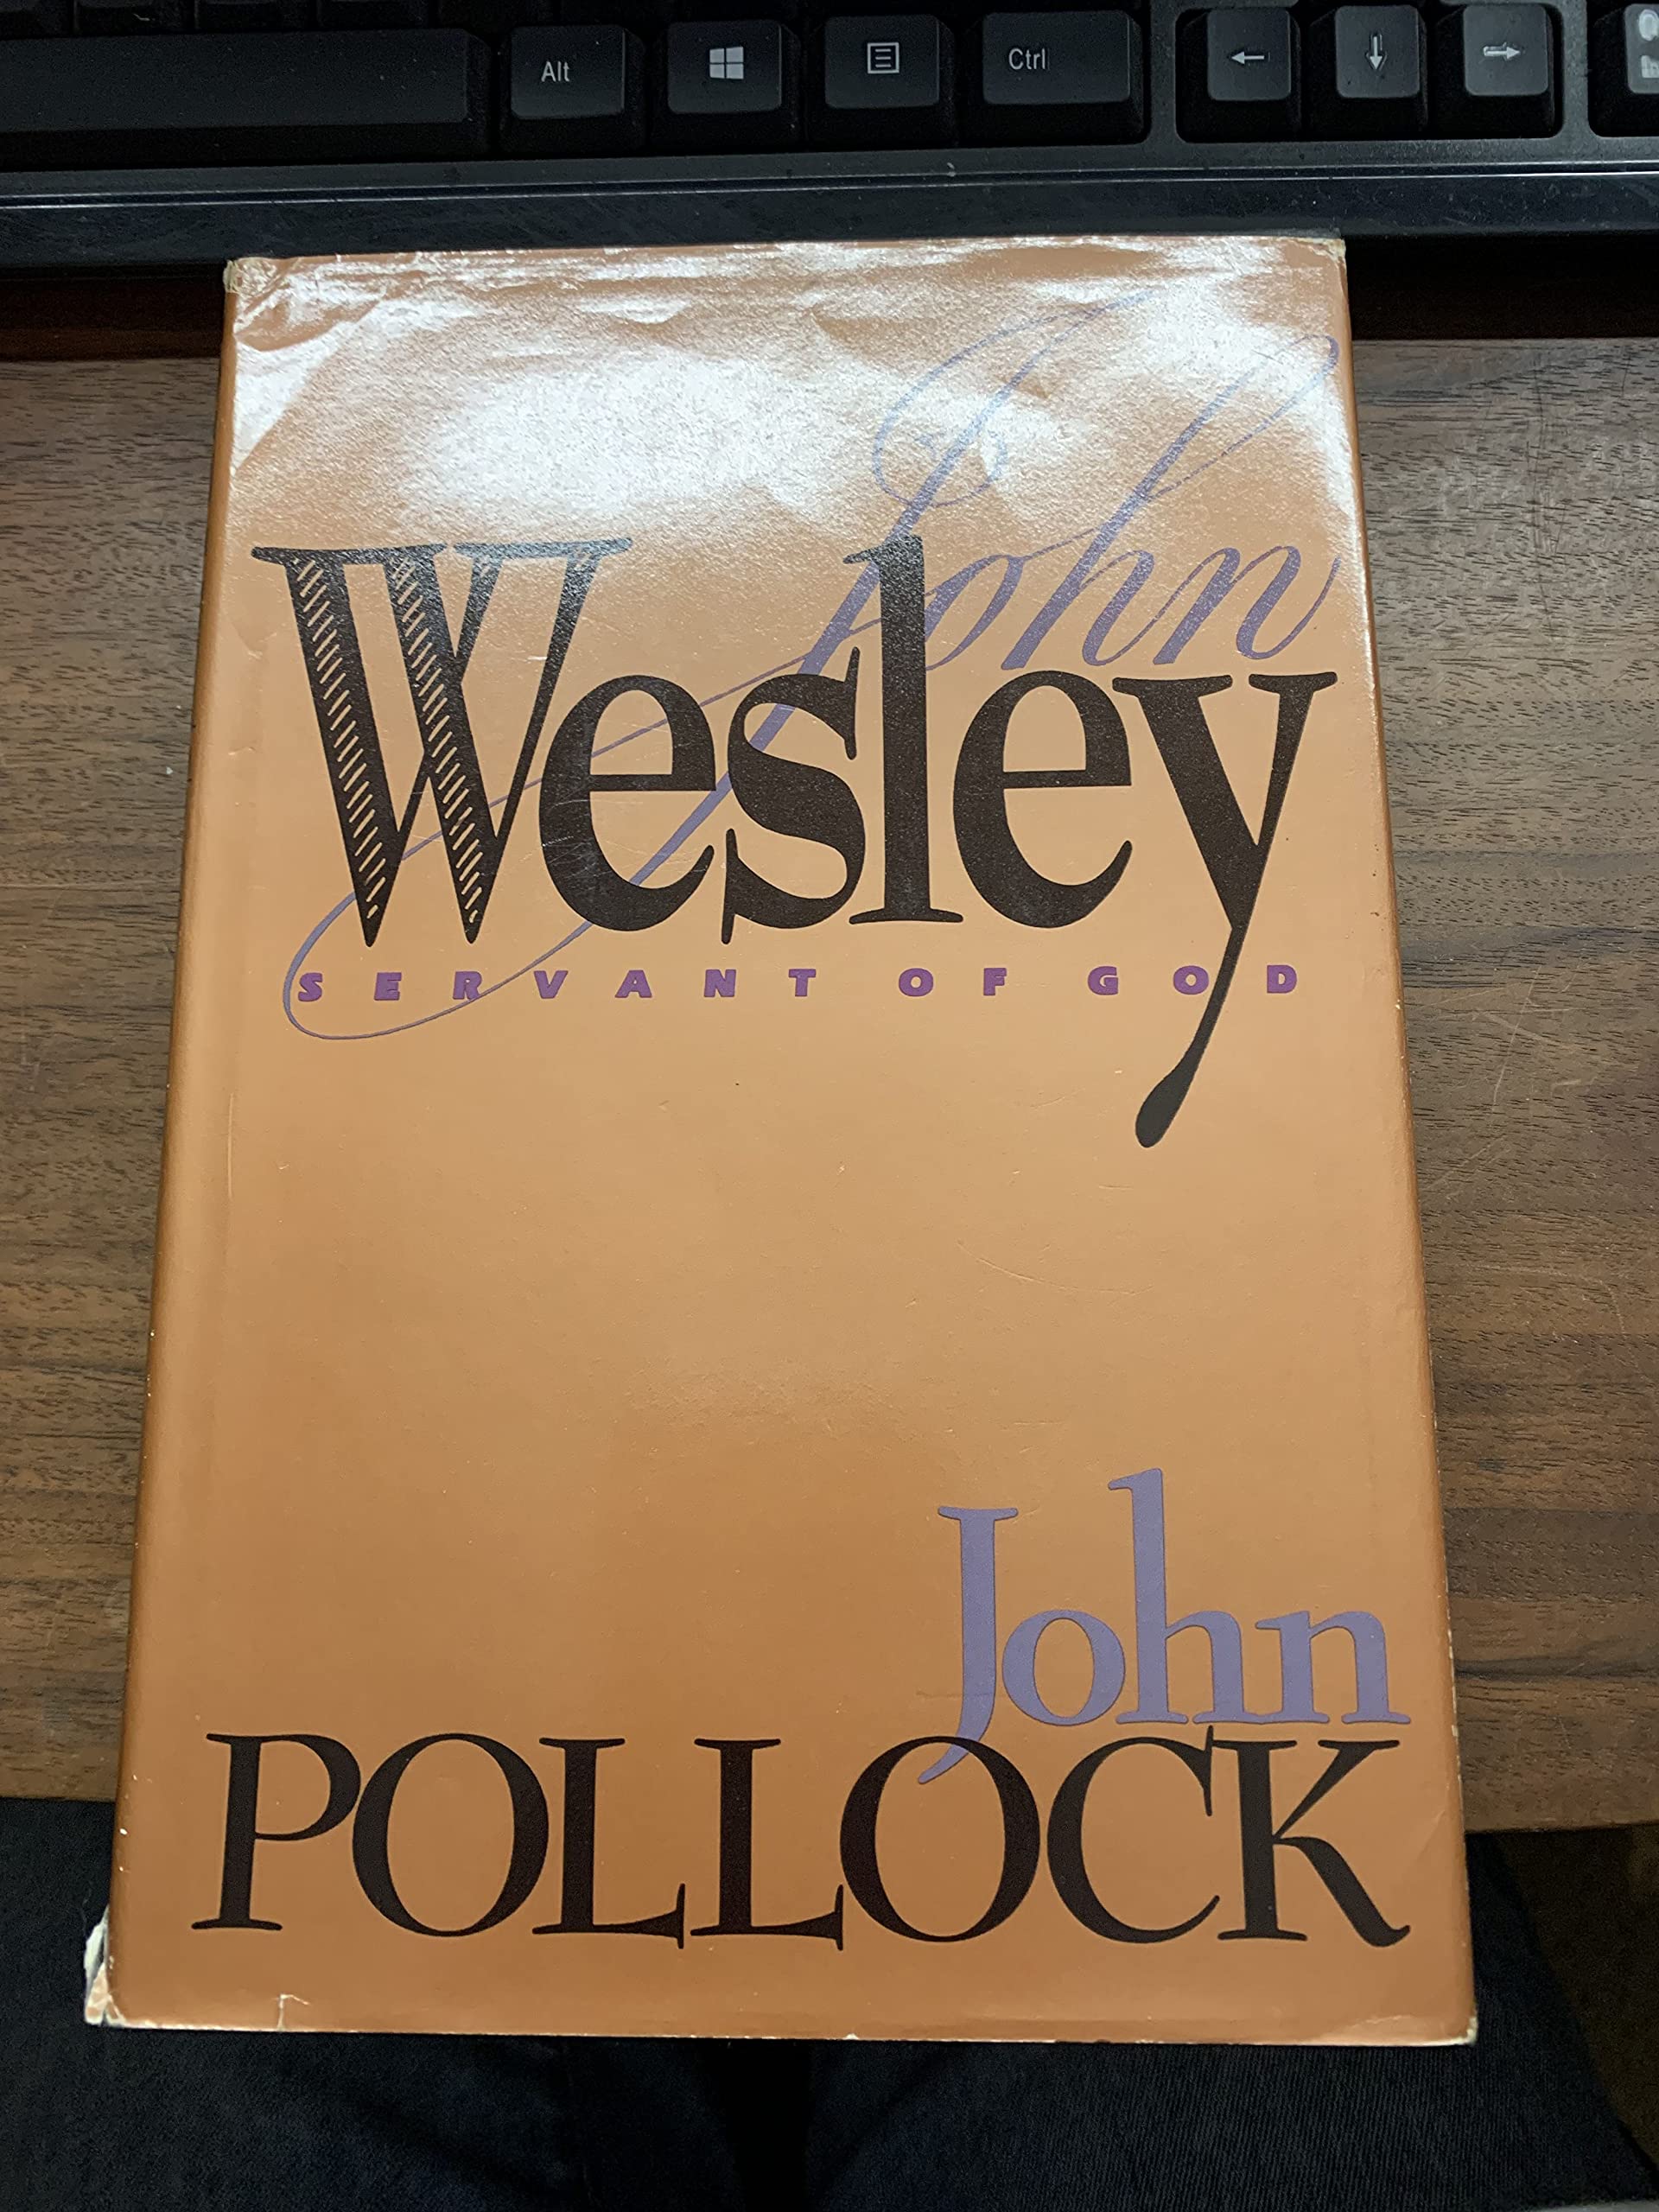 Alt Ctrl ← ↓ →
John
Wesley
SERVANT OF GOD
John
POLLOCK